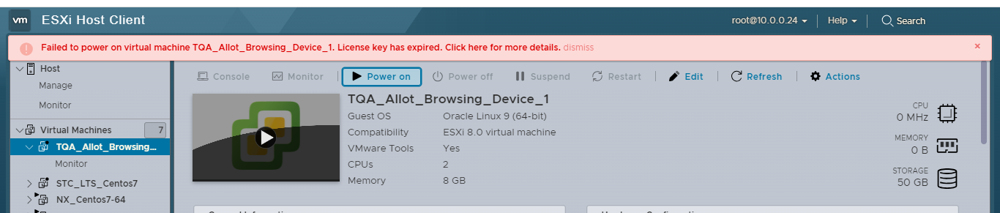 vm ESXi Host Client root@10.0.0.24 Help Search
Failed to power on virtual machine TQA_Allot_Browsing_Device_1. License key has expired. Click here for more details. dismiss ×
Host
Manage
Monitor
Virtual Machines 7
TQA_Allot_Browsing...
Monitor
STC_LTS_Centos7
NX_Centos7-64
Console Monitor Power on Power off Suspend Restart Edit Refresh Actions
TQA_Allot_Browsing_Device_1
Guest OS Oracle Linux 9 (64-bit)
Compatibility ESXi 8.0 virtual machine
VMware Tools Yes
CPUs 2
Memory 8 GB
CPU
0 MHz
MEMORY
0 B
STORAGE
50 GB